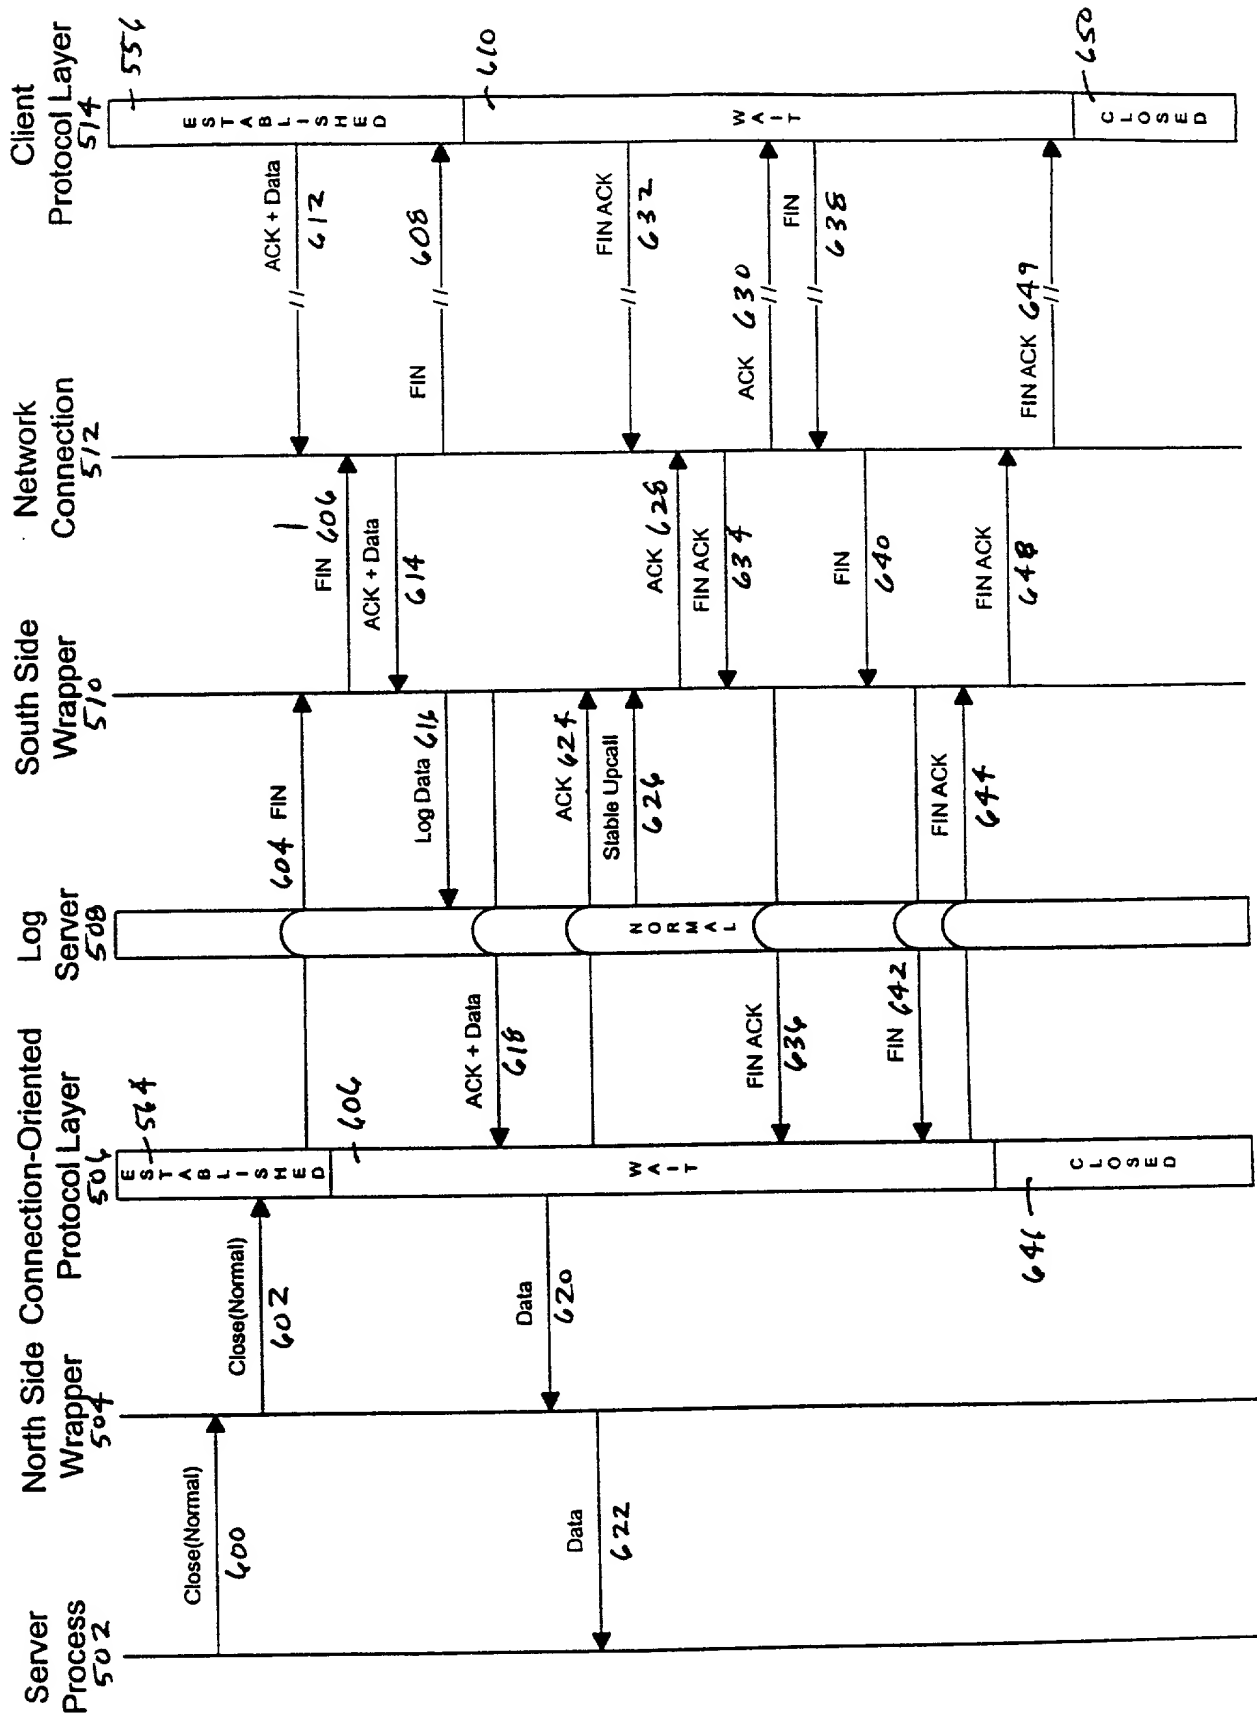 Server
Process
502
North Side
Wrapper
504
Connection-Oriented
Protocol Layer
506
Log
Server
508
South Side
Wrapper
510
Network
Connection
512
Client
Protocol Layer
514
ESTABLISHED
564
ESTABLISHED
556
Close(Normal)
600
Close(Normal)
602
604 FIN
ACK + Data
612
606
FIN 606
ACK + Data
614
FIN 608
610
Log Data 616
ACK + Data
618
Data
620
Data
622
ACK 624
Stable Upcall
626
FIN ACK
632
ACK 628
FIN ACK
634
WAIT
NORMAL
WAIT
ACK 630
FIN
638
FIN ACK
636
FIN
640
FIN 642
FIN ACK
644
FIN ACK
648
FIN ACK 649
646
CLOSED
650
CLOSED